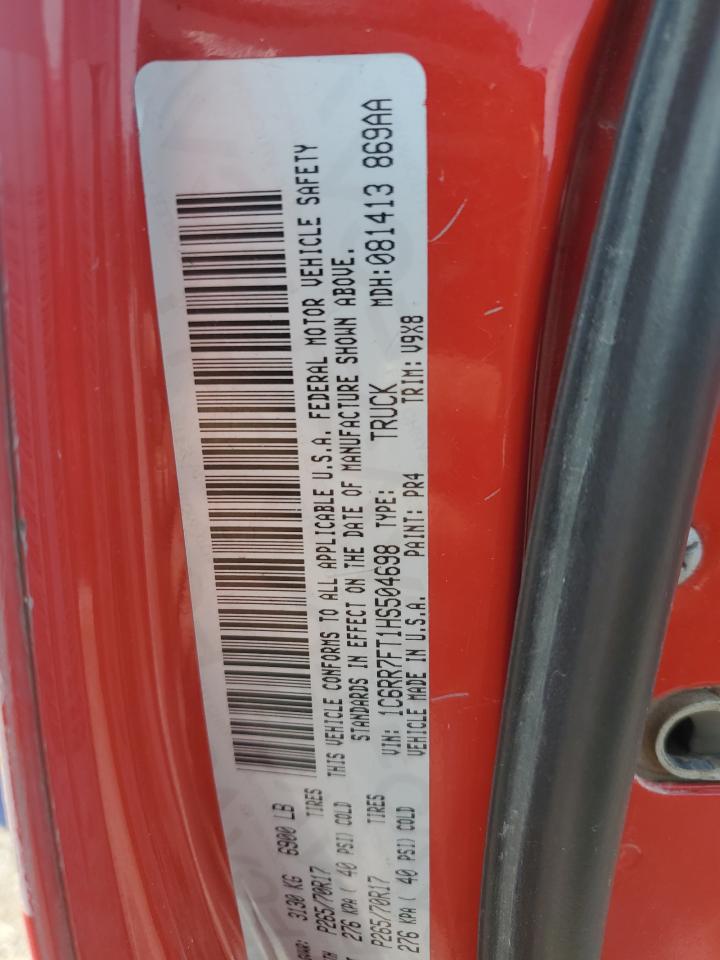 3130 KG 6900 LB
P265/70R17 TIRES
276 KPA ( 40 PSI) COLD
P265/70R17 TIRES
276 KPA ( 40 PSI) COLD
THIS VEHICLE CONFORMS TO ALL APPLICABLE U.S.A. FEDERAL MOTOR VEHICLE SAFETY
STANDARDS IN EFFECT ON THE DATE OF MANUFACTURE SHOWN ABOVE.
VIN: 1C6RR7FT1HS504698 TYPE: TRUCK MDH:081413 869AA
VEHICLE MADE IN U.S.A. PAINT: PR4 TRIM: V9X8